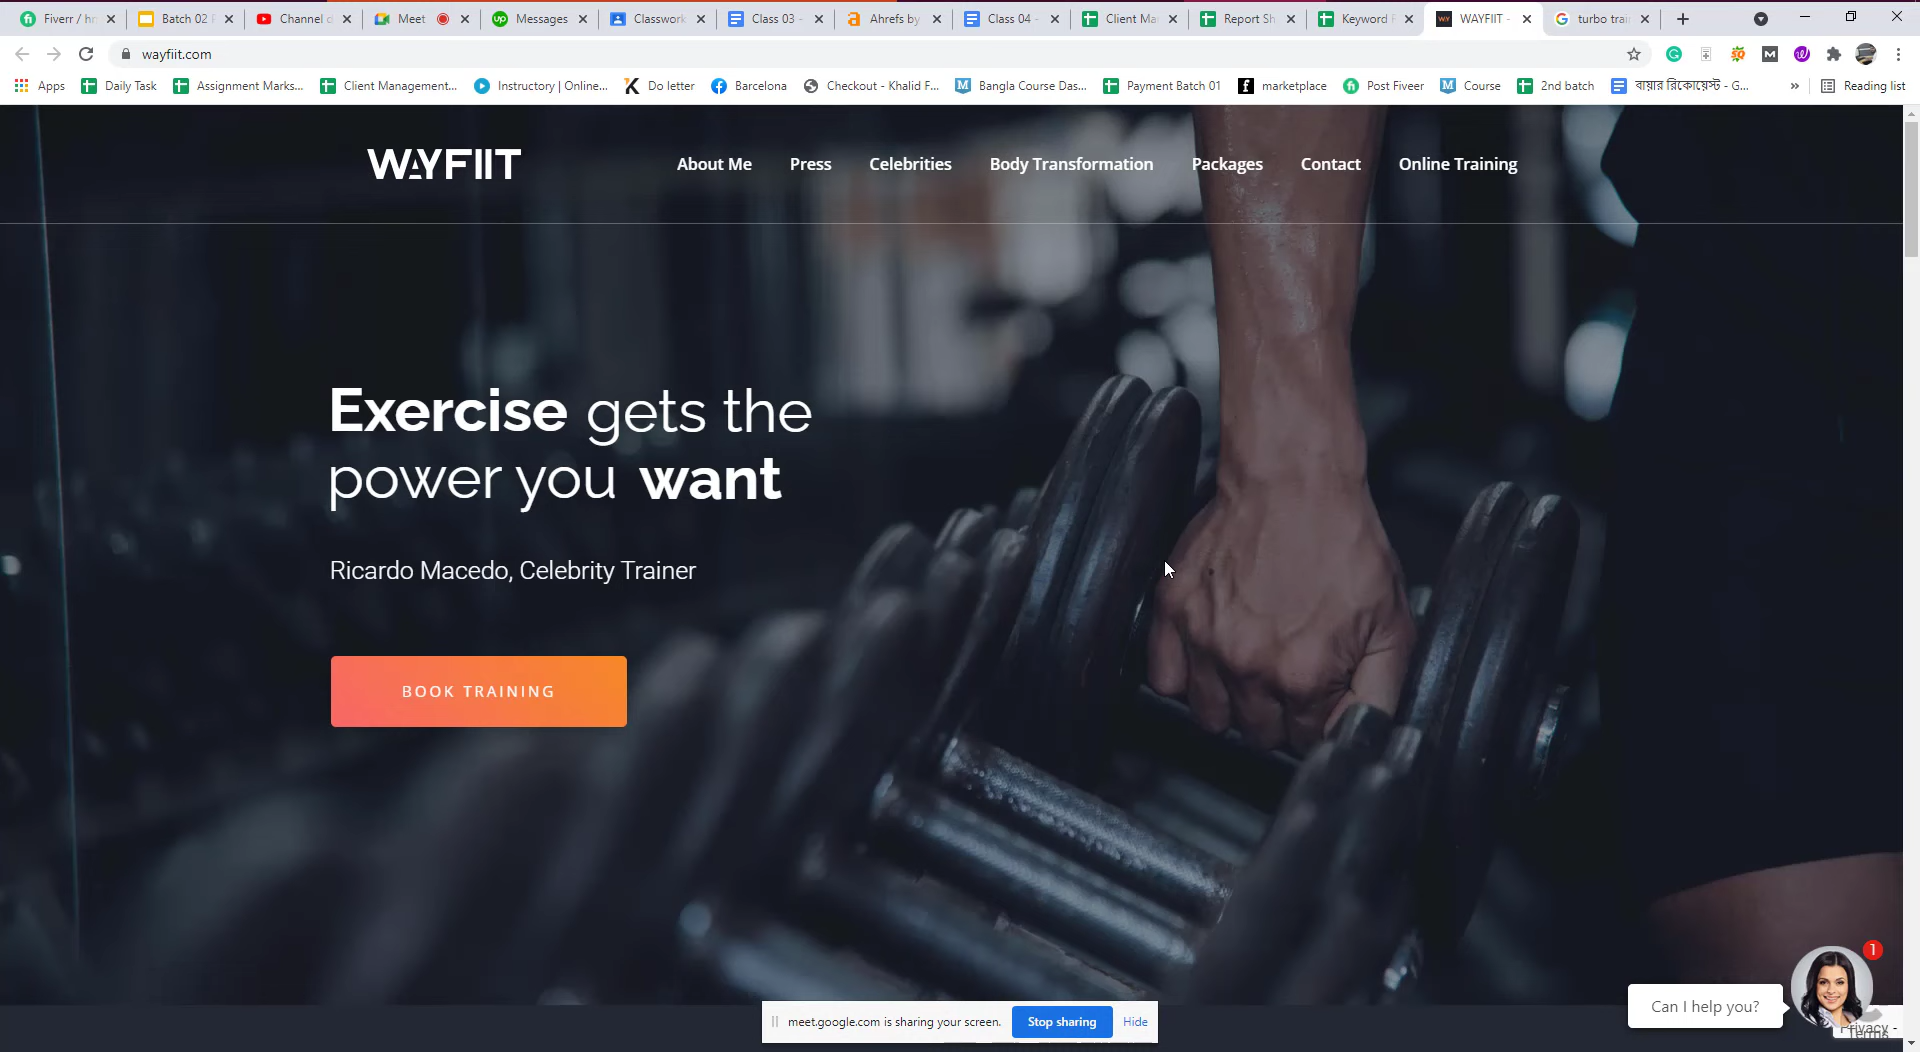 Fiverr / hr
Batch 02 F
Channel d
Meet
Messages
Classwork
Class 03 -
Ahrefs by
Class 04 -
Client Ma
Report Sh
Keyword F
WAYFIIT -
turbo trai
wayfiit.com
Apps
Daily Task
Assignment Marks...
Client Management...
Instructory | Online...
Do letter
Barcelona
Checkout - Khalid F...
Bangla Course Das...
Payment Batch 01
marketplace
Post Fiveer
Course
2nd batch
বায়ার রিকোয়েস্ট - G...
»
Reading list
WAYFIIT
About Me
Press
Celebrities
Body Transformation
Packages
Contact
Online Training
Exercise gets the
power you want
Ricardo Macedo, Celebrity Trainer
BOOK TRAINING
1
Can I help you?
Privacy -
Terms
meet.google.com is sharing your screen.
Stop sharing
Hide